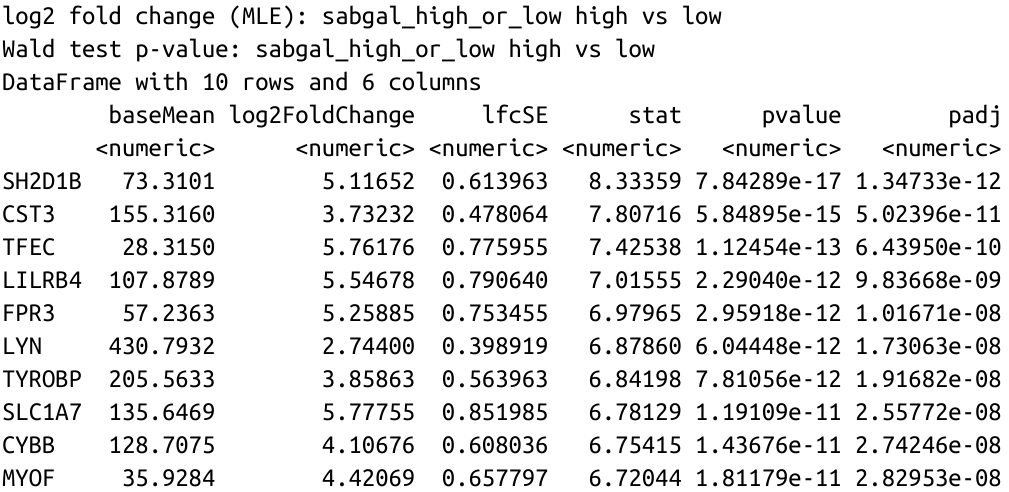 log2 fold change (MLE): sabgal_high_or_low high vs low
Wald test p-value: sabgal_high_or_low high vs low
DataFrame with 10 rows and 6 columns
        baseMean log2FoldChange     lfcSE      stat      pvalue        padj
       <numeric>      <numeric> <numeric> <numeric>   <numeric>   <numeric>
SH2D1B   73.3101        5.11652  0.613963   8.33359 7.84289e-17 1.34733e-12
CST3    155.3160        3.73232  0.478064   7.80716 5.84895e-15 5.02396e-11
TFEC     28.3150        5.76176  0.775955   7.42538 1.12454e-13 6.43950e-10
LILRB4  107.8789        5.54678  0.790640   7.01555 2.29040e-12 9.83668e-09
FPR3     57.2363        5.25885  0.753455   6.97965 2.95918e-12 1.01671e-08
LYN     430.7932        2.74400  0.398919   6.87860 6.04448e-12 1.73063e-08
TYROBP  205.5633        3.85863  0.563963   6.84198 7.81056e-12 1.91682e-08
SLC1A7  135.6469        5.77755  0.851985   6.78129 1.19109e-11 2.55772e-08
CYBB    128.7075        4.10676  0.608036   6.75415 1.43676e-11 2.74246e-08
MYOF     35.9284        4.42069  0.657797   6.72044 1.81179e-11 2.82953e-08